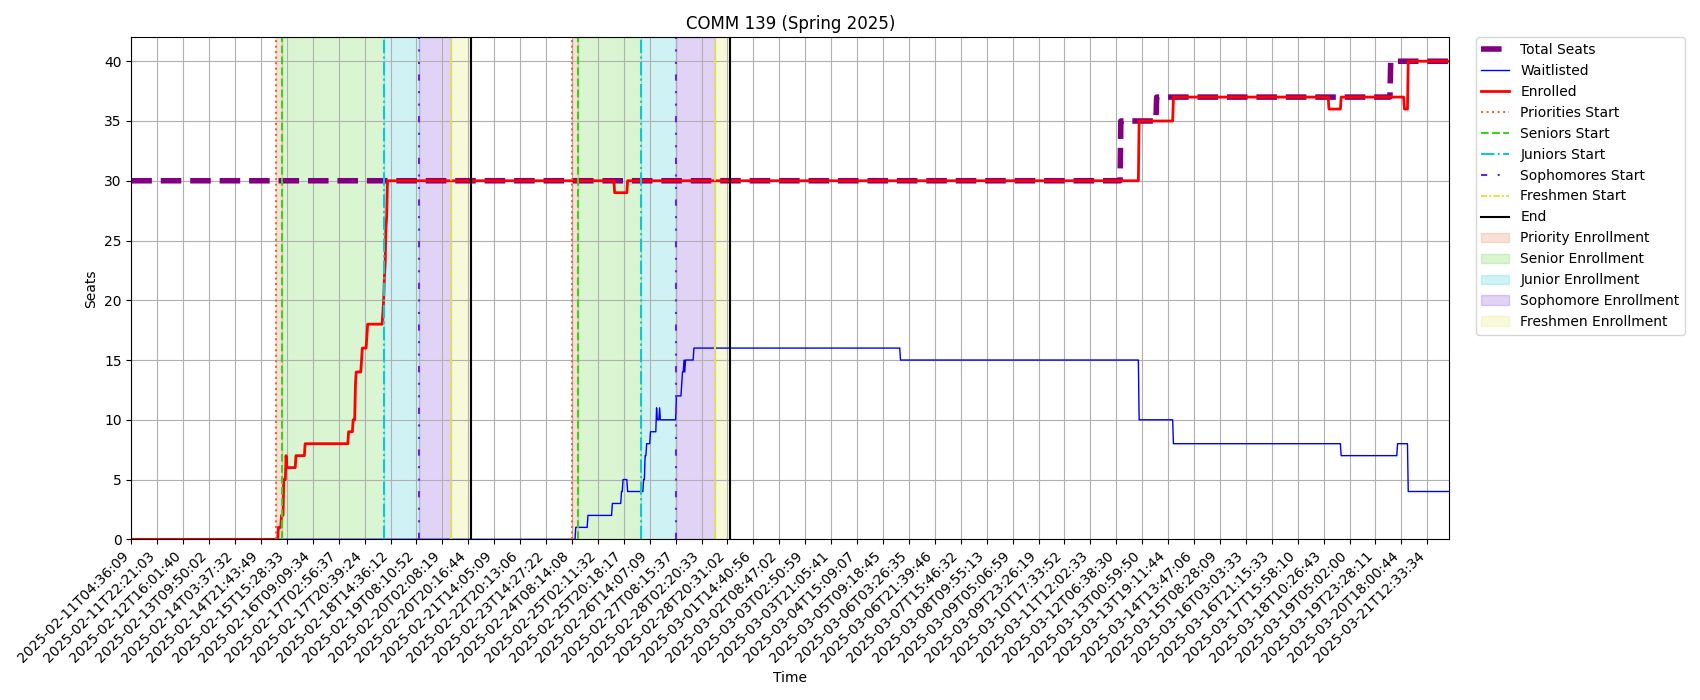 COMM 139 (Spring 2025)
Seats
40
35
30
25
20
15
10
5
0
2025-02-11T04:36:09
2025-02-11T22:21:03
2025-02-12T16:01:40
2025-02-13T09:50:02
2025-02-14T03:37:32
2025-02-14T21:43:49
2025-02-15T15:28:33
2025-02-16T09:09:34
2025-02-17T02:56:37
2025-02-17T20:39:24
2025-02-18T14:36:12
2025-02-19T08:10:52
2025-02-20T02:08:19
2025-02-20T20:16:44
2025-02-21T14:05:09
2025-02-22T20:13:06
2025-02-23T14:27:22
2025-02-24T08:14:08
2025-02-25T02:11:32
2025-02-25T20:18:17
2025-02-26T14:07:09
2025-02-27T08:15:37
2025-02-28T02:20:33
2025-02-28T20:31:02
2025-03-01T14:40:56
2025-03-02T08:47:02
2025-03-03T02:50:59
2025-03-03T21:05:41
2025-03-04T15:09:07
2025-03-05T09:18:45
2025-03-06T03:26:35
2025-03-06T21:39:46
2025-03-07T15:46:32
2025-03-08T09:55:13
2025-03-09T05:06:59
2025-03-09T23:26:19
2025-03-10T17:33:52
2025-03-11T12:02:33
2025-03-12T06:38:30
2025-03-13T00:59:50
2025-03-13T19:11:44
2025-03-14T13:47:06
2025-03-15T08:28:09
2025-03-16T03:03:33
2025-03-16T21:15:33
2025-03-17T15:58:10
2025-03-18T10:26:43
2025-03-19T05:02:00
2025-03-19T23:28:11
2025-03-20T18:00:44
2025-03-21T12:33:34
Time
Total Seats
Waitlisted
Enrolled
Priorities Start
Seniors Start
Juniors Start
Sophomores Start
Freshmen Start
End
Priority Enrollment
Senior Enrollment
Junior Enrollment
Sophomore Enrollment
Freshmen Enrollment